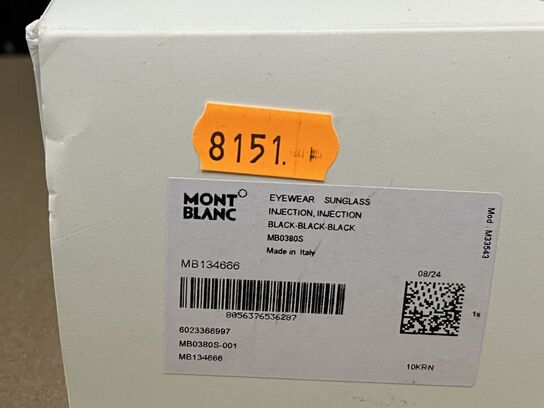 8151.
MONT
BLANC
EYEWEAR SUNGLASS
INJECTION, INJECTION
BLACK-BLACK-BLACK
MB0380S
Made in Italy
Mod.: M33543
MB134666
08/24
8056376536287
1x
6023366997
MB0380S-001
MB134666
10KRN